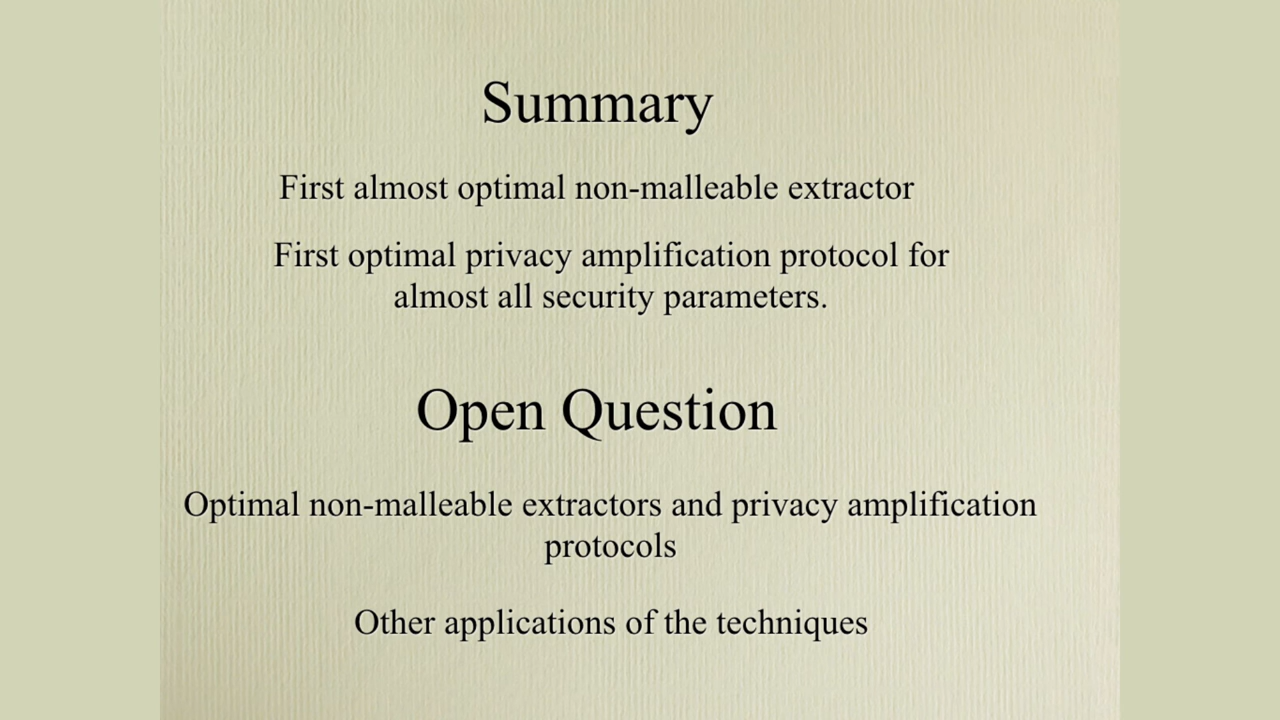 Summary
First almost optimal non-malleable extractor
First optimal privacy amplification protocol for
almost all security parameters.
Open Question
Optimal non-malleable extractors and privacy amplification
protocols
Other applications of the techniques